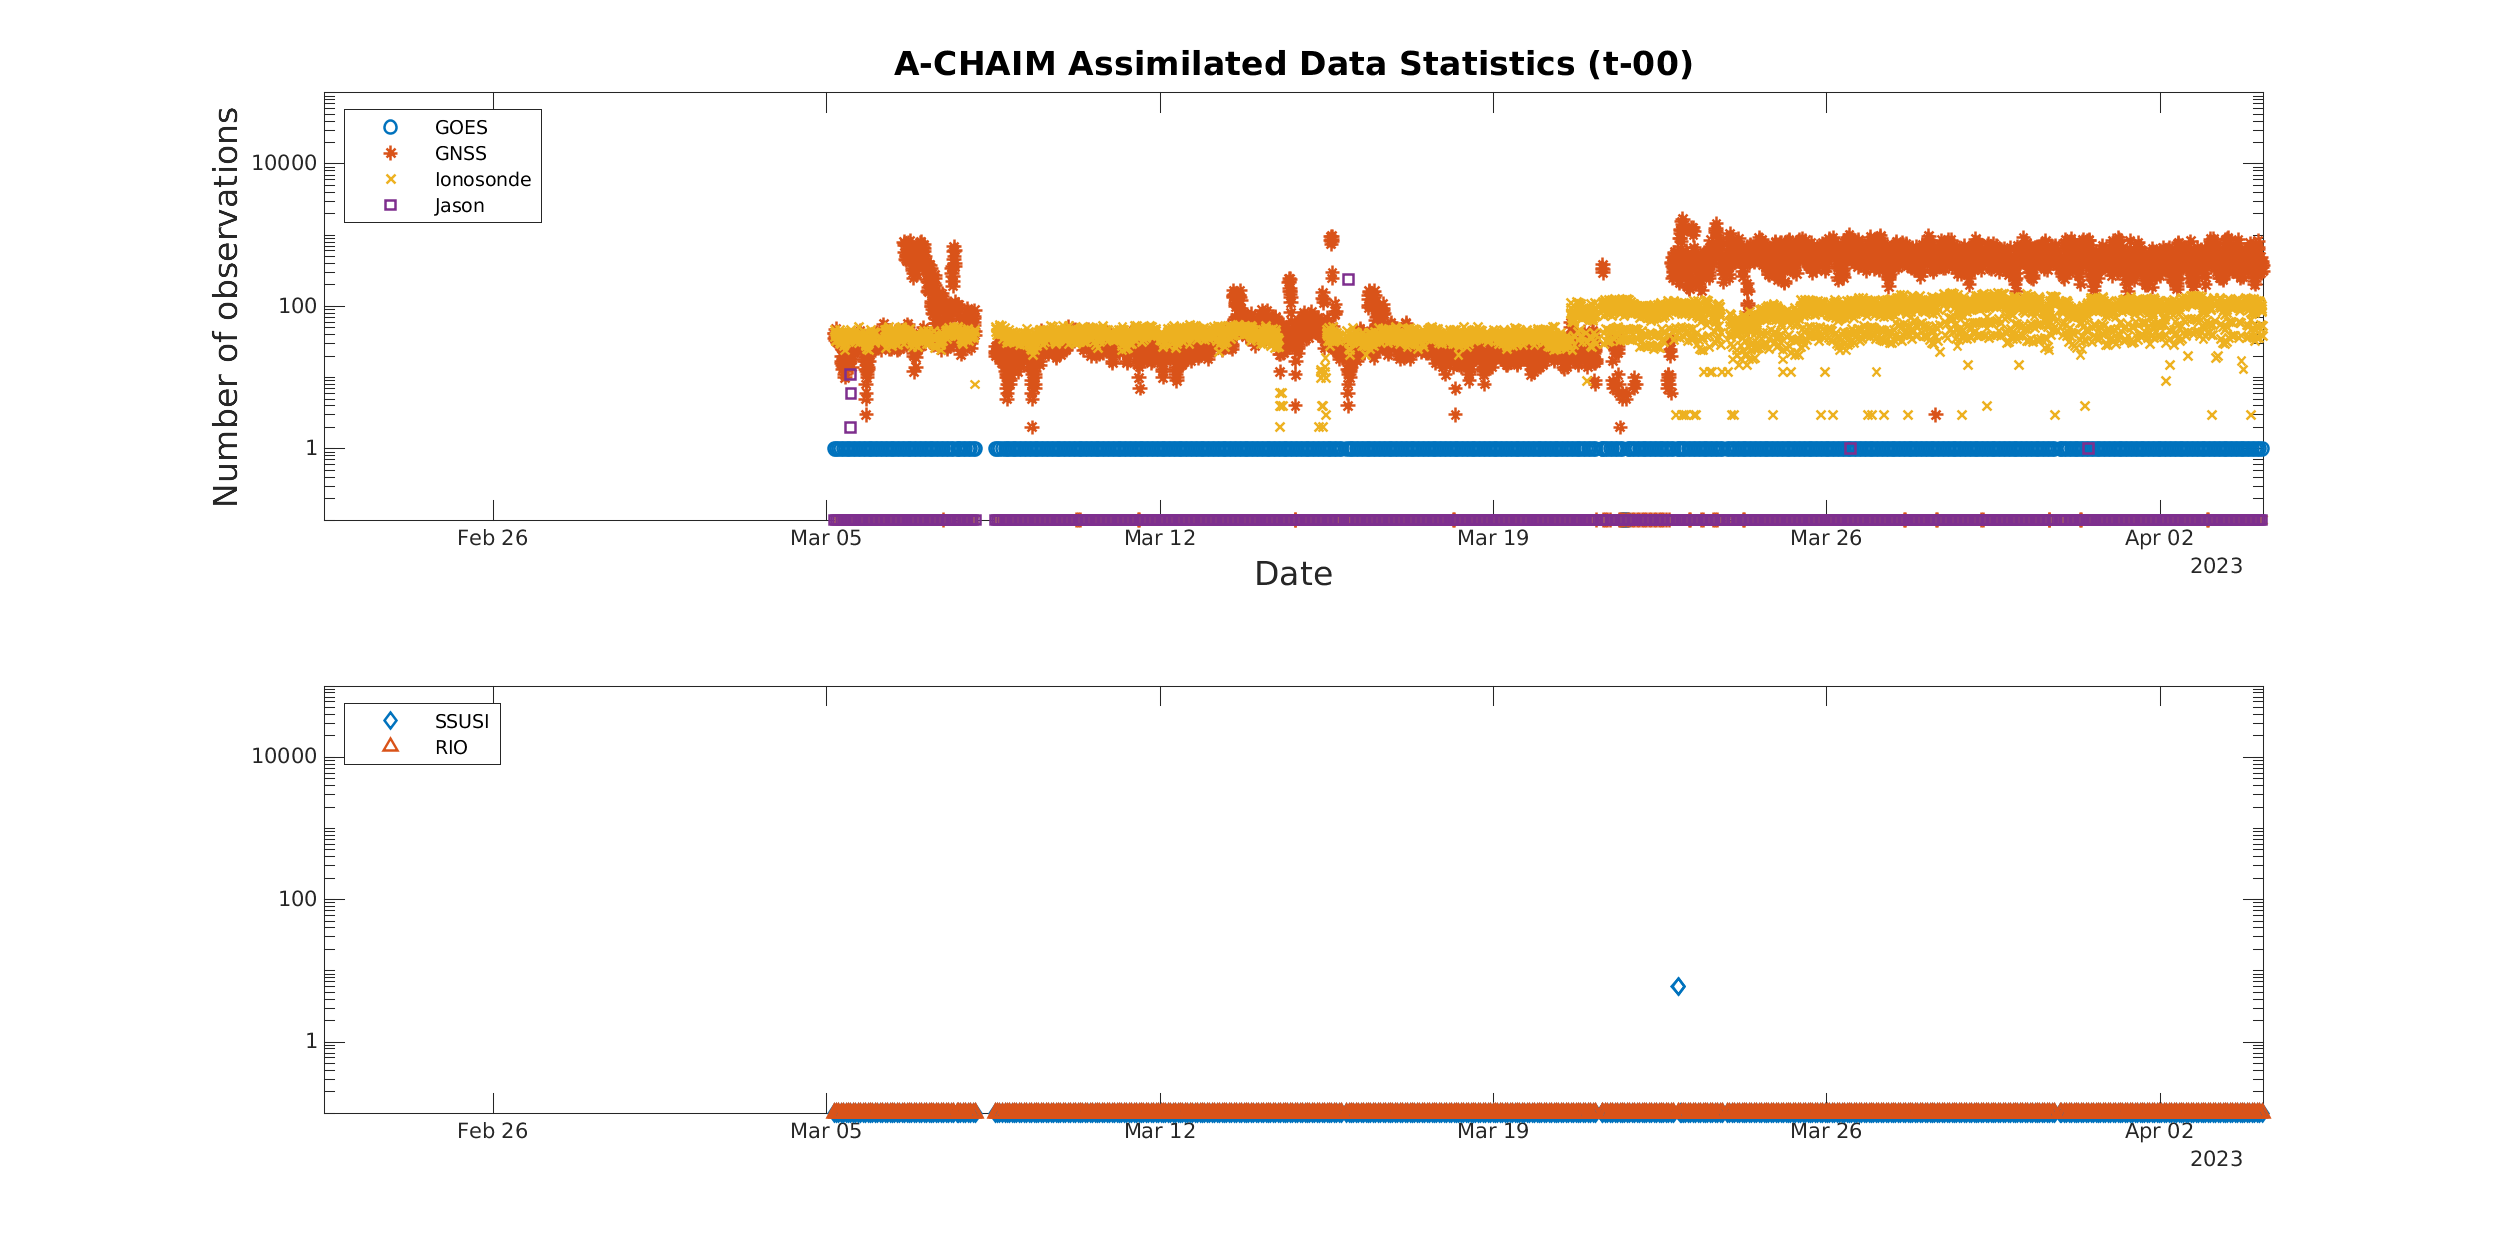 A-CHAIM Assimilated Data Statistics (t-00)
Number of observations
10000
100
1
GOES
GNSS
Ionosonde
Jason
Feb 26 Mar 05 Mar 12 Mar 19 Mar 26 Apr 02
2023
Date
10000
100
1
SSUSI
RIO
Feb 26 Mar 05 Mar 12 Mar 19 Mar 26 Apr 02
2023